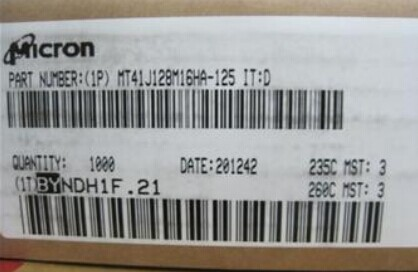 Micron
PART NUMBER:(1P) MT41J128M16HA-125 IT:D
QUANTITY: 1000 DATE:201242 235C MST: 3
(1T)BYNDH1F.21 260C MST: 3